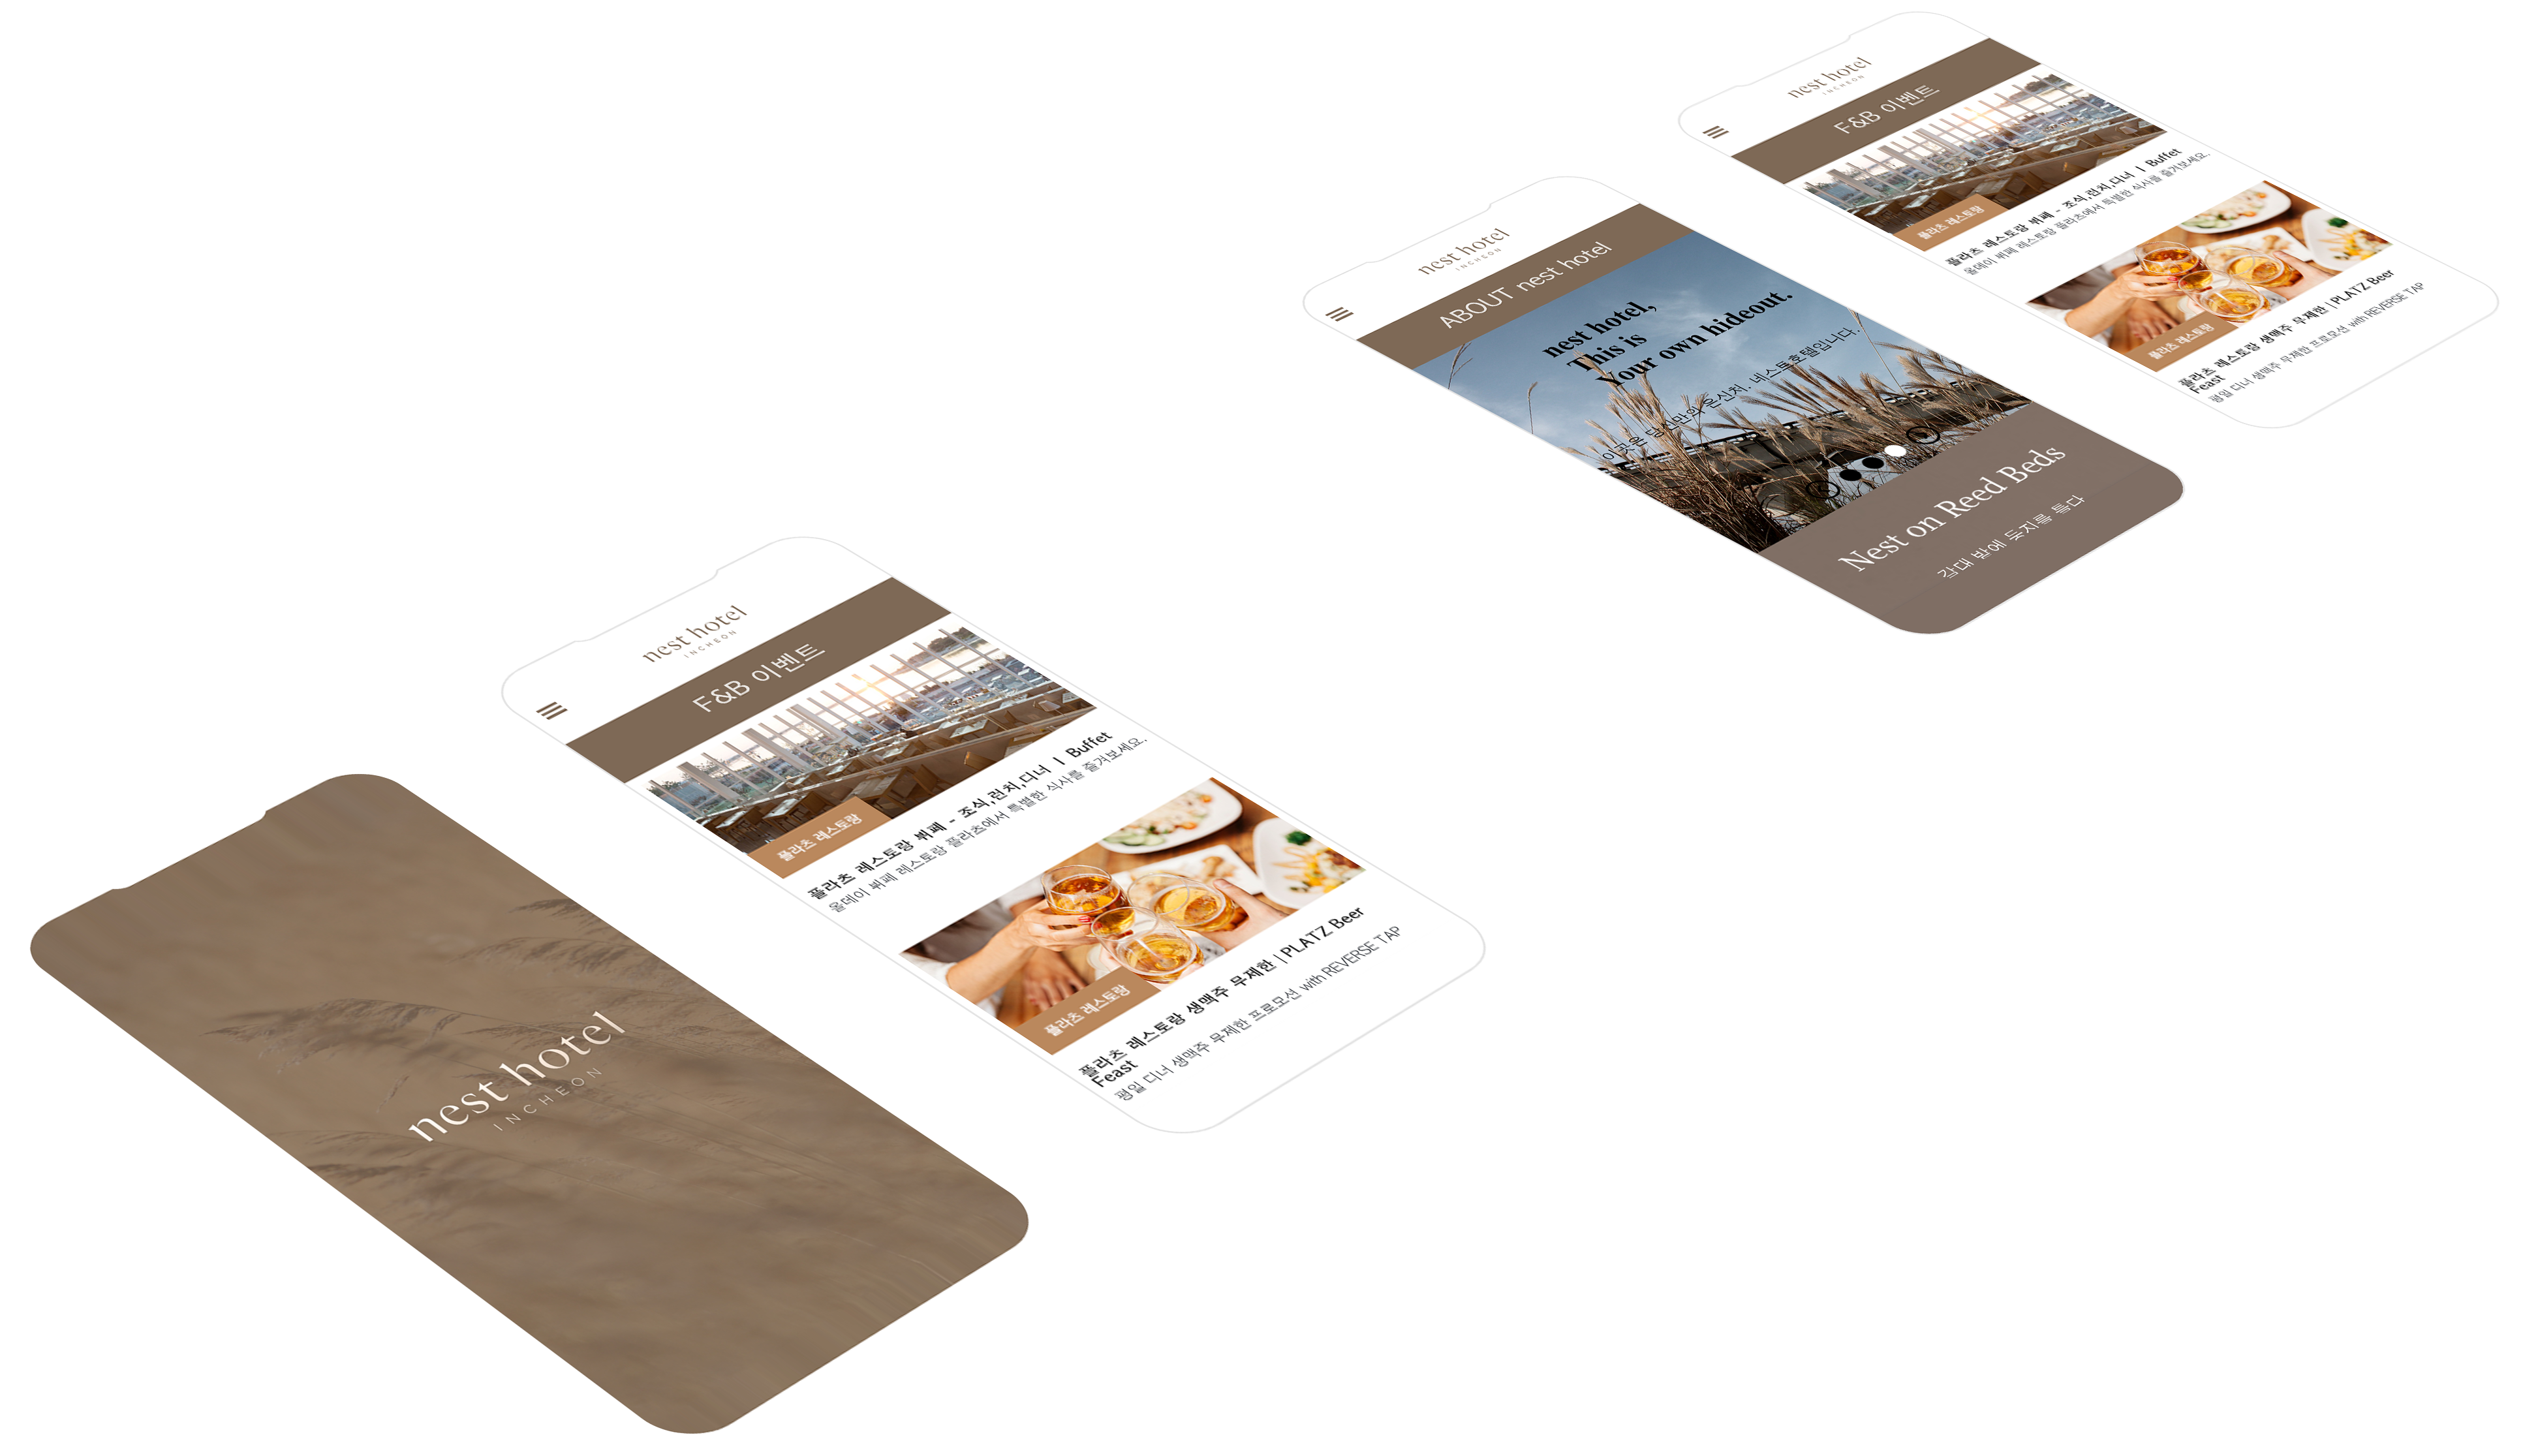 nest hotel
INCHEON
nest hotel
INCHEON
F&B 이벤트
플라츠 레스토랑
플라츠 레스토랑 뷔페 - 조식,런치,디너 | Buffet
올데이 뷔페 레스토랑 플라츠에서 특별한 식사를 즐겨보세요.
플라츠 레스토랑
플라츠 레스토랑 생맥주 무제한 | PLATZ Beer
Feast
평일 디너 생맥주 무제한 프로모션 with REVERSE TAP
nest hotel
INCHEON
ABOUT nest hotel
nest hotel,
This is
Your own hideout.
이 곳은 당신만의 은신처. 네스트호텔입니다.
Nest on Reed Beds
갈대 밭에 둥지를 틀다
nest hotel
INCHEON
F&B 이벤트
플라츠 레스토랑
플라츠 레스토랑 뷔페 - 조식,런치,디너 | Buffet
올데이 뷔페 레스토랑 플라츠에서 특별한 식사를 즐겨보세요.
플라츠 레스토랑
플라츠 레스토랑 생맥주 무제한 | PLATZ Beer
Feast
평일 디너 생맥주 무제한 프로모션 with REVERSE TAP